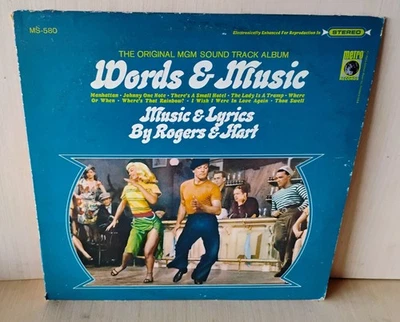 MS-580
Electronically Enhanced For Reproduction In STEREO
THE ORIGINAL MGM SOUND TRACK ALBUM
metro
RECORDS
Words & Music
Manhattan · Johnny One Note · There's A Small Hotel · The Lady Is A Tramp · Where
Or When · Where's That Rainbow? · I Wish I Were In Love Again · Thou Swell
Music & Lyrics
By Rogers & Hart